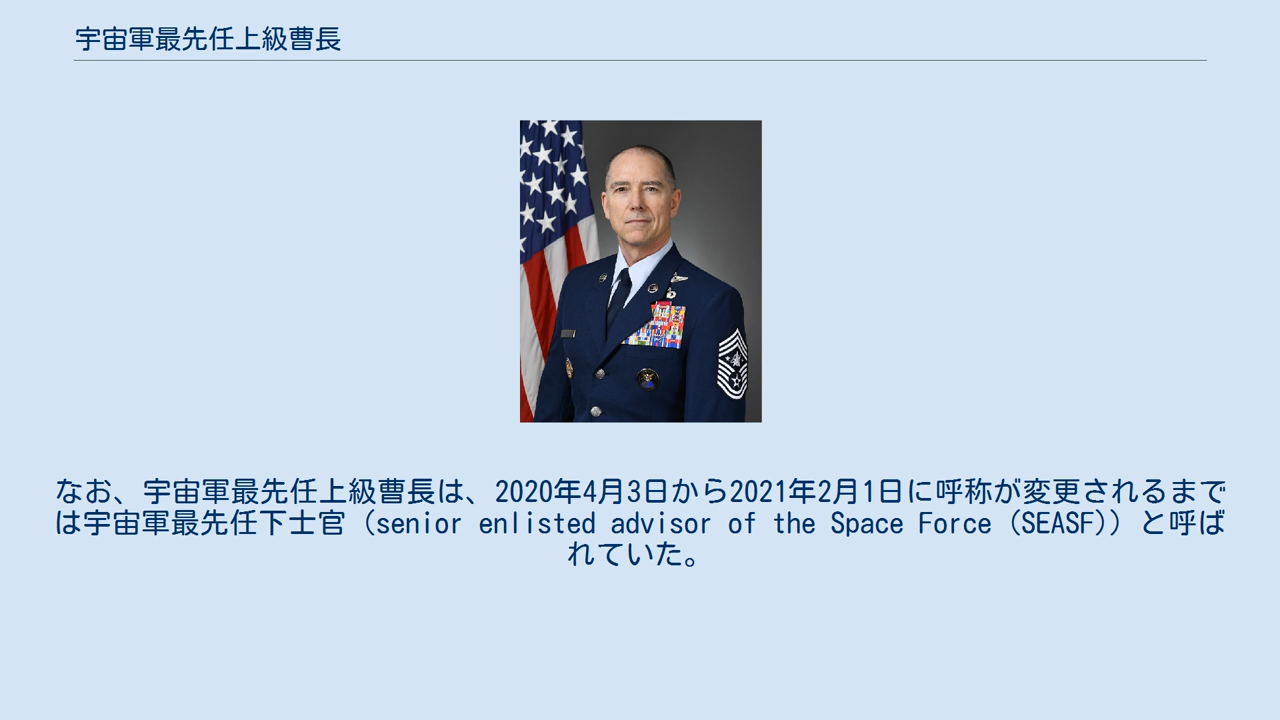 宇宙軍最先任上級曹長
なお、宇宙軍最先任上級曹長は、2020年4月3日から2021年2月1日に呼称が変更されるまで
は宇宙軍最先任下士官（senior enlisted advisor of the Space Force（SEASF））と呼ば
れていた。